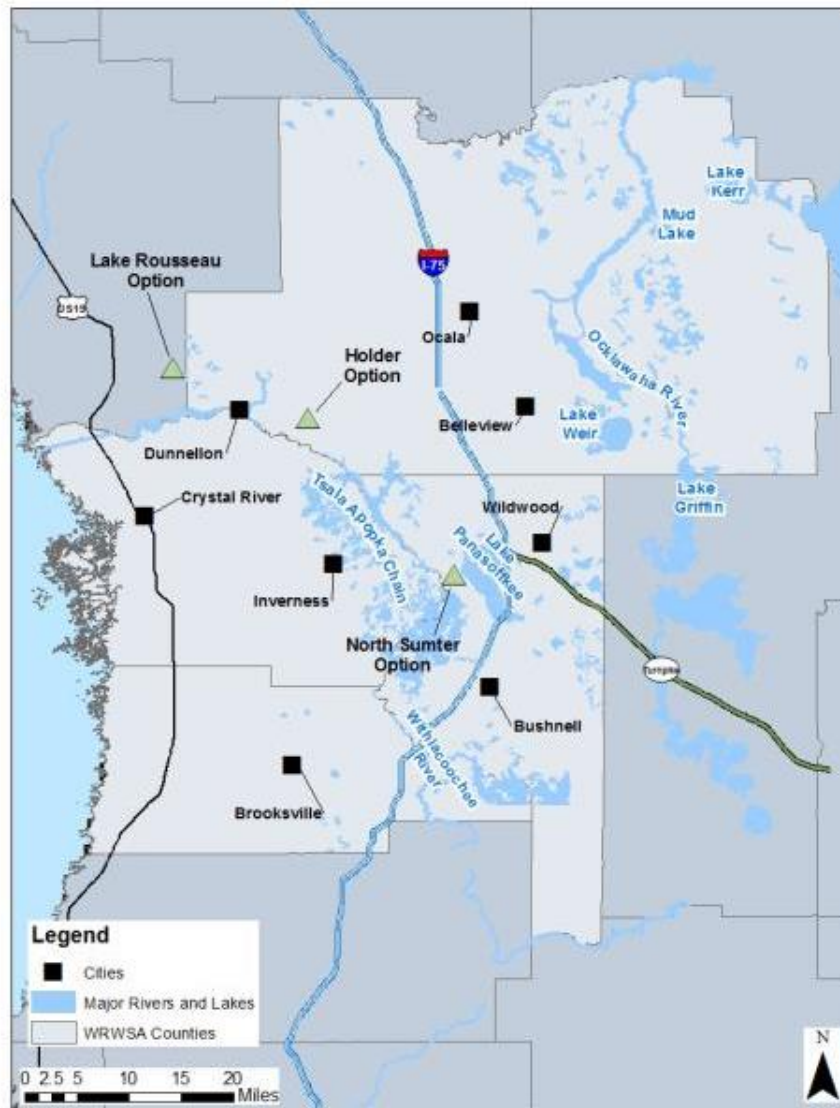 Lake
Kerr
Mud
Lake
I-75
Lake Rousseau
Option
US19
Ocala
Holder
Option
Ocklawaha River
Belleview
Lake
Weir
Dunnellon
Lake
Griffin
Crystal River
Tsala Apopka Chain
Wildwood
Lake
Panasoffkee
Inverness
North Sumter
Option
Turnpike
Bushnell
Withlacoochee
River
Brooksville
Legend
Cities
Major Rivers and Lakes
WRWSA Counties
N
0 2.5 5 10 15 20
Miles